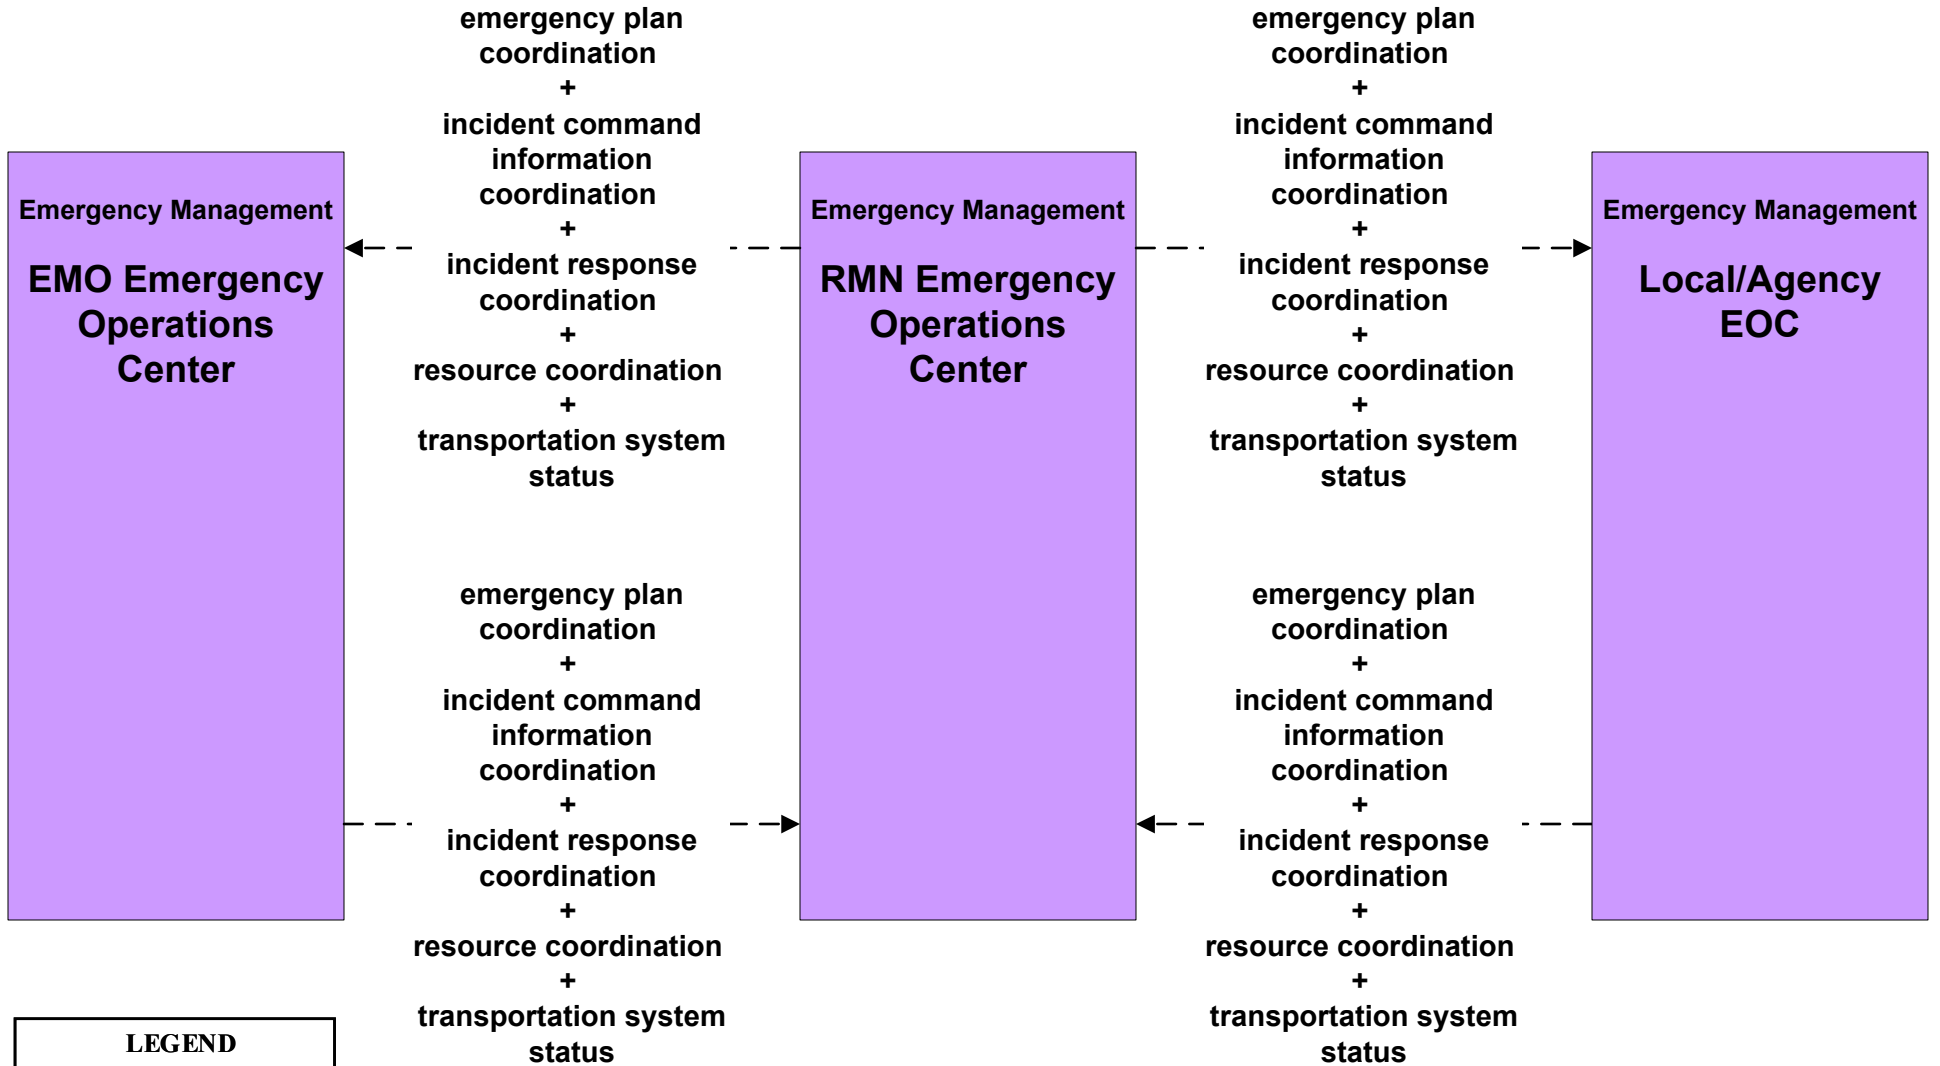 Emergency Management
EMO Emergency
Operations
Center
emergency plan
coordination
+
incident command
information
coordination
+
incident response
coordination
+
resource coordination
+
transportation system
status
emergency plan
coordination
+
incident command
information
coordination
+
incident response
coordination
+
resource coordination
+
transportation system
status
Emergency Management
RMN Emergency
Operations
Center
emergency plan
coordination
+
incident command
information
coordination
+
incident response
coordination
+
resource coordination
+
transportation system
status
emergency plan
coordination
+
incident command
information
coordination
+
incident response
coordination
+
resource coordination
+
transportation system
status
Emergency Management
Local/Agency
EOC
LEGEND